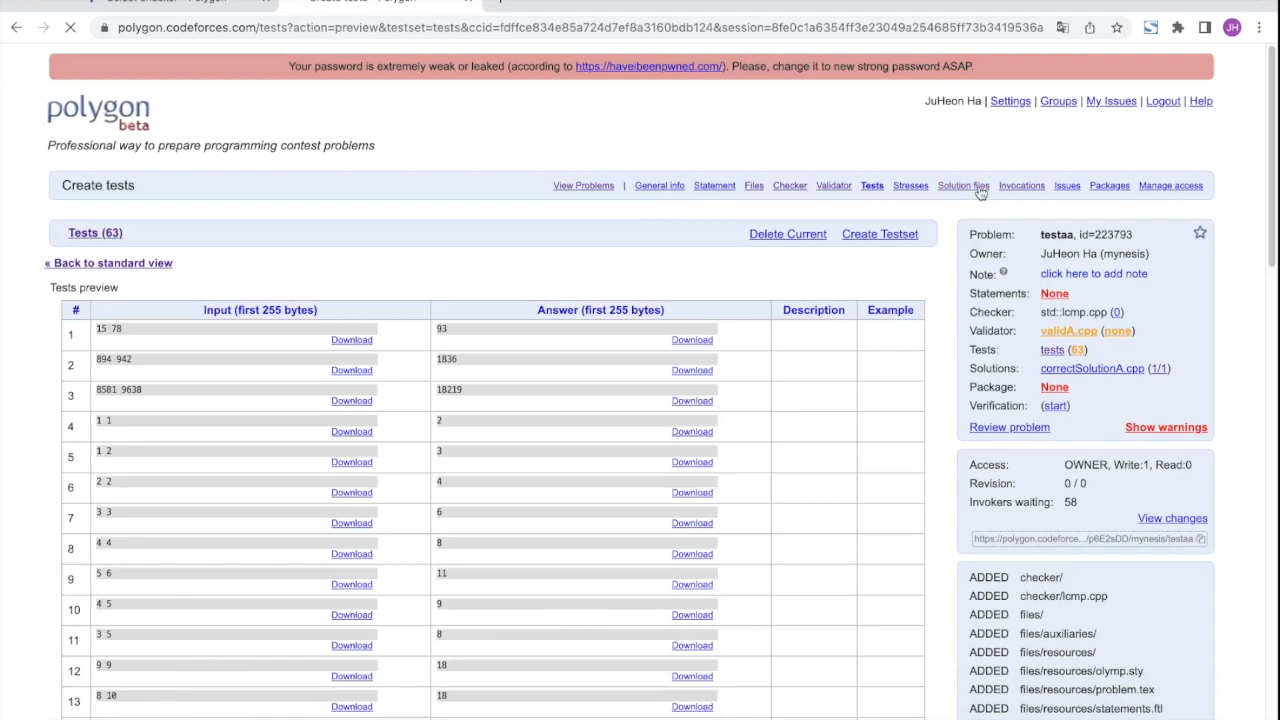 polygon.codeforces.com/tests?action=preview&testset=tests&ccid=fdffce834e85a724d7ef8a3160bdb124&session=8fe0c1a6354ff3e23049a254685ff73b3419536a
JH
Your password is extremely weak or leaked (according to https://haveibeenpwned.com/). Please, change it to new strong password ASAP.
polygon
beta
JuHeon Ha | Settings | Groups | My Issues | Logout | Help
Professional way to prepare programming contest problems
Create tests
View Problems | General info Statement Files Checker Validator Tests Stresses Solution files Invocations Issues Packages Manage access
Tests (63) Delete Current Create Testset
« Back to standard view
Tests preview
# Input (first 255 bytes) Answer (first 255 bytes) Description Example
1 15 78 Download 93 Download
2 894 942 Download 1836 Download
3 8581 9638 Download 18219 Download
4 1 1 Download 2 Download
5 1 2 Download 3 Download
6 2 2 Download 4 Download
7 3 3 Download 6 Download
8 4 4 Download 8 Download
9 5 6 Download 11 Download
10 4 5 Download 9 Download
11 3 5 Download 8 Download
12 9 9 Download 18 Download
13 8 10 Download 18 Download
Problem: testaa, id=223793
Owner: JuHeon Ha (mynesis)
Note: click here to add note
Statements: None
Checker: std::lcmp.cpp (0)
Validator: validA.cpp (none)
Tests: tests (63)
Solutions: correctSolutionA.cpp (1/1)
Package: None
Verification: (start)
Review problem Show warnings
Access: OWNER, Write:1, Read:0
Revision: 0 / 0
Invokers waiting: 58
View changes
https://polygon.codeforce.../p6E2sDD/mynesis/testaa
ADDED checker/
ADDED checker/lcmp.cpp
ADDED files/
ADDED files/auxiliaries/
ADDED files/resources/
ADDED files/resources/olymp.sty
ADDED files/resources/problem.tex
ADDED files/resources/statements.ftl